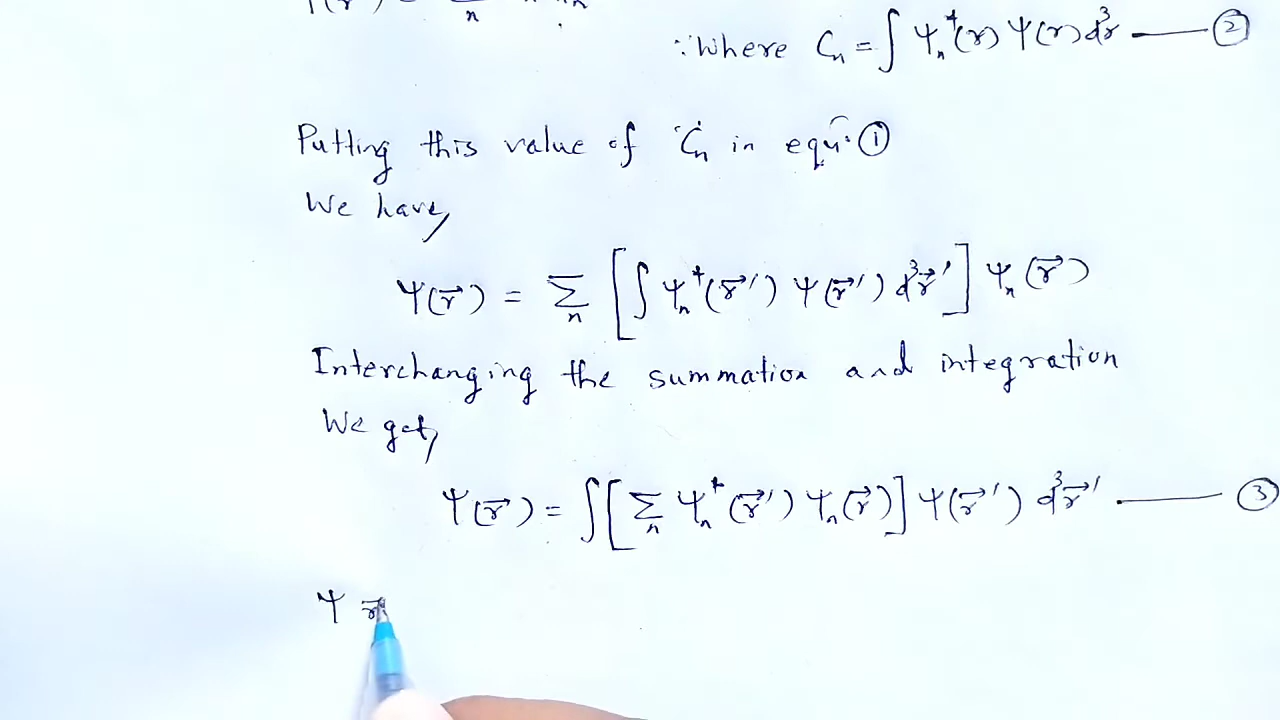 ∵Where Cₙ = ∫ Ψₙ⁺(r) Ψ(r) d³r —— ②
Putting this value of Cₙ in equⁿ. ①
We have,
Ψ(r⃗) = Σₙ [∫ Ψₙ⁺(r⃗′) Ψ(r⃗′) d³r⃗′] Ψₙ(r⃗)
Interchanging the summation and integration
We get,
Ψ(r⃗) = ∫[Σₙ Ψₙ⁺(r⃗′) Ψₙ(r⃗)] Ψ(r⃗′) d³r⃗′ —— ③
Ψ r⃗